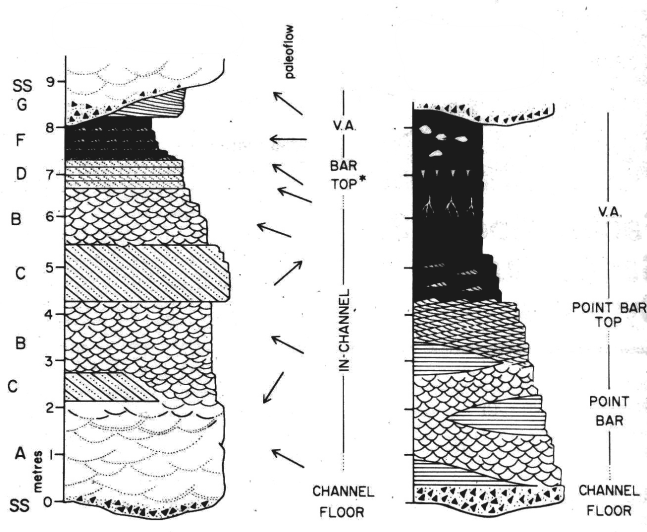 paleoflow
SS
9
G
8
V.A.
F
D
7
BAR
TOP*
B
6
V.A.
C
5
4
B
IN-CHANNEL
POINT BAR
TOP
3
C
2
POINT
BAR
A
1
metres
SS
0
CHANNEL
FLOOR
CHANNEL
FLOOR